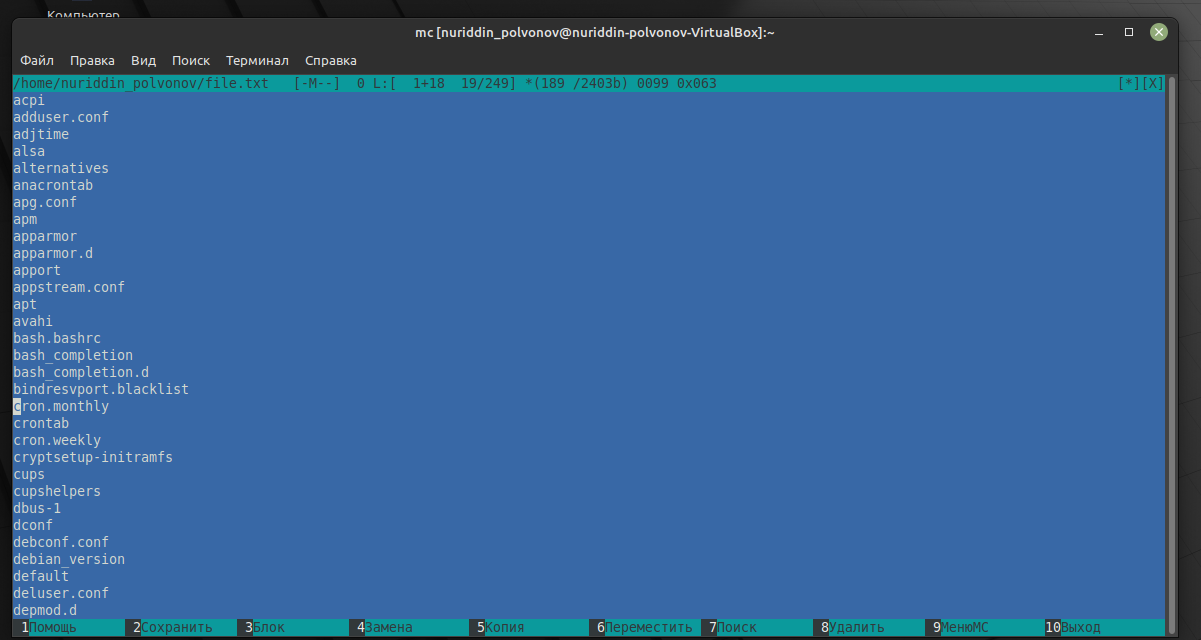 Компьютер
mc [nuriddin_polvonov@nuriddin-polvonov-VirtualBox]:~
Файл Правка Вид Поиск Терминал Справка
/home/nuriddin_polvonov/file.txt [-M--] 0 L:[ 1+18 19/249] *(189 /2403b) 0099 0x063 [*][X]
acpi
adduser.conf
adjtime
alsa
alternatives
anacrontab
apg.conf
apm
apparmor
apparmor.d
apport
appstream.conf
apt
avahi
bash.bashrc
bash_completion
bash_completion.d
bindresvport.blacklist
cron.monthly
crontab
cron.weekly
cryptsetup-initramfs
cups
cupshelpers
dbus-1
dconf
debconf.conf
debian_version
default
deluser.conf
depmod.d
1Помощь 2Сохранить 3Блок 4Замена 5Копия 6Переместить 7Поиск 8Удалить 9МенюMC 10Выход